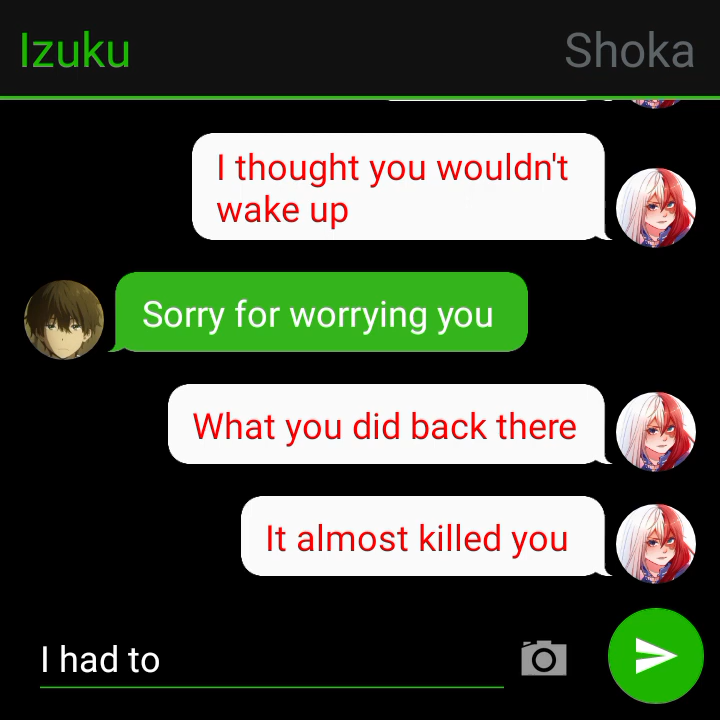 Izuku
Shoka
I thought you wouldn't
wake up
Sorry for worrying you
What you did back there
It almost killed you
I had to